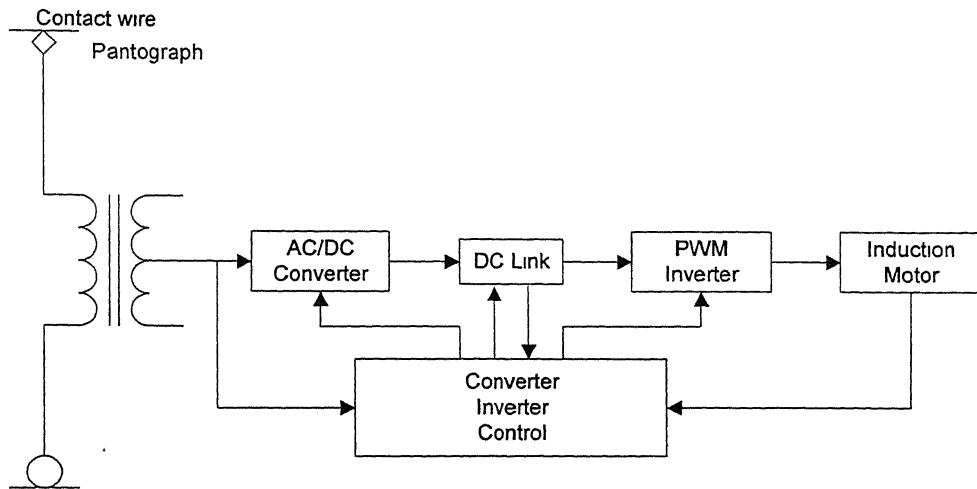 Contact wire
Pantograph
AC/DC
Converter
DC Link
PWM
Inverter
Induction
Motor
Converter
Inverter
Control